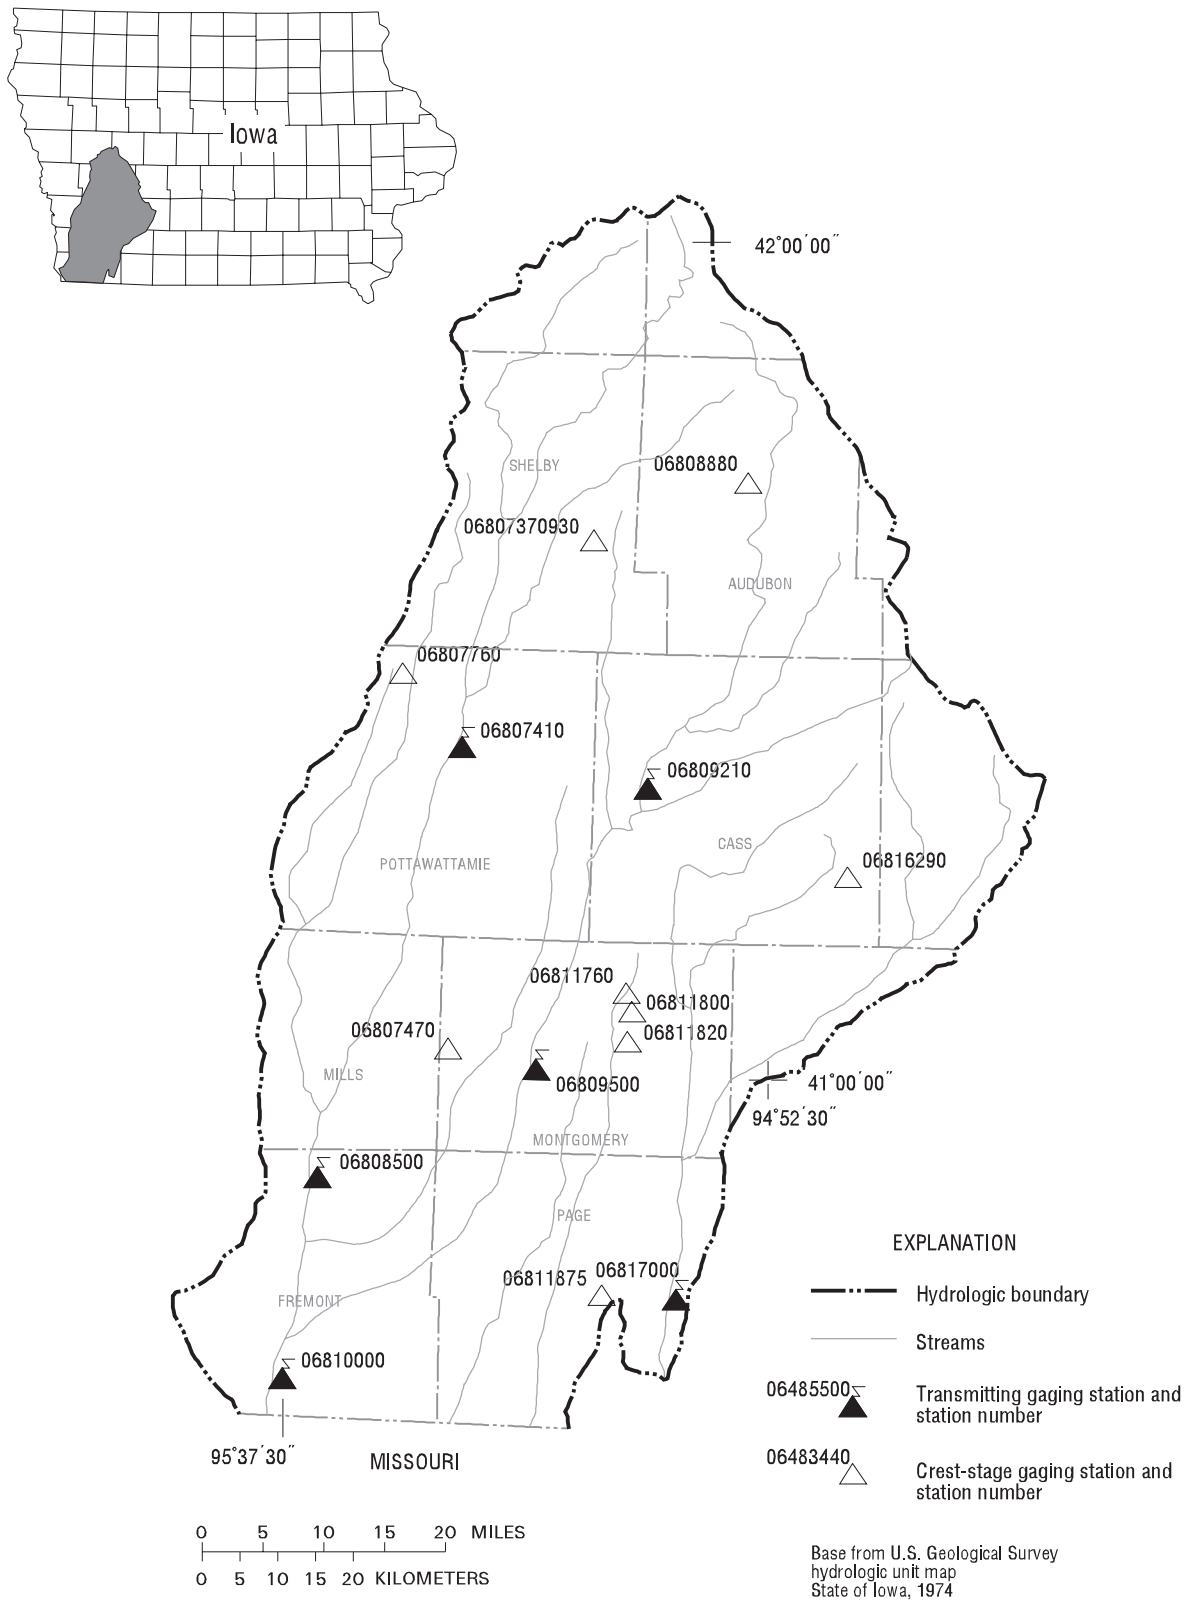 Iowa
42°00'00"
SHELBY
06808880
06807370930
AUDUBON
06807760
06807410
06809210
CASS
06816290
POTTAWATTAMIE
06811760
06811800
06807470
06811820
MILLS
06809500
41°00'00"
94°52'30"
MONTGOMERY
06808500
PAGE
06811875 06817000
FREMONT
06810000
95°37'30"
MISSOURI
EXPLANATION
Hydrologic boundary
Streams
06485500
Transmitting gaging station and
station number
06483440
Crest-stage gaging station and
station number
0 5 10 15 20 MILES
0 5 10 15 20 KILOMETERS
Base from U.S. Geological Survey
hydrologic unit map
State of Iowa, 1974